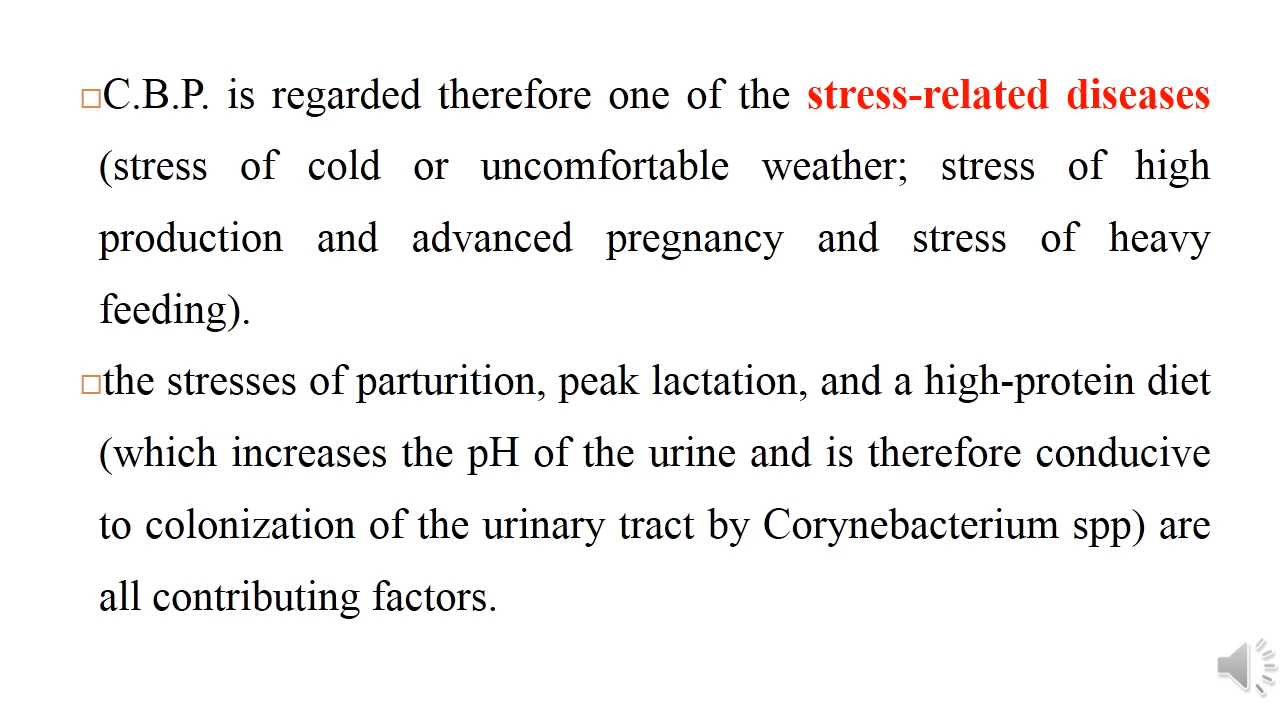 □C.B.P. is regarded therefore one of the stress-related diseases
(stress of cold or uncomfortable weather; stress of high
production and advanced pregnancy and stress of heavy
feeding).
□the stresses of parturition, peak lactation, and a high-protein diet
(which increases the pH of the urine and is therefore conducive
to colonization of the urinary tract by Corynebacterium spp) are
all contributing factors.